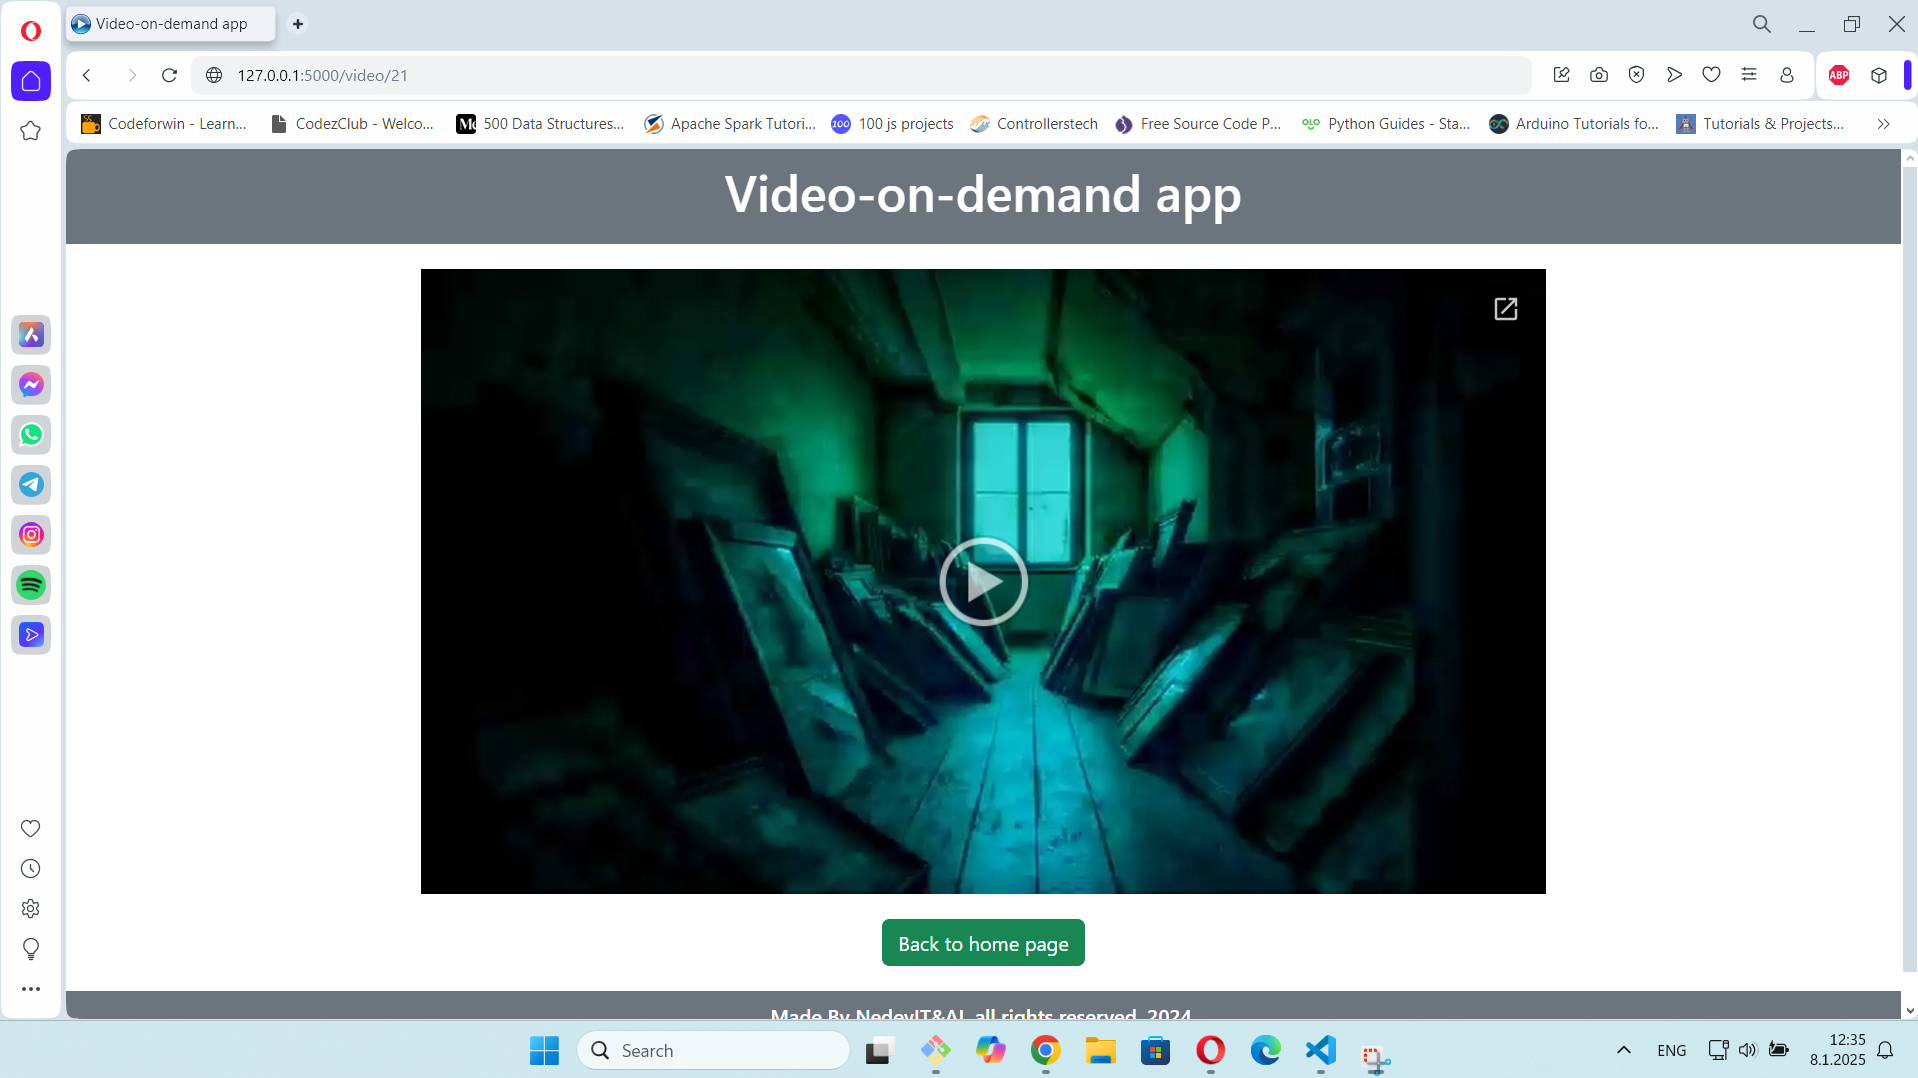 Video-on-demand app
127.0.0.1:5000/video/21
ABP
Codeforwin - Learn...
CodezClub - Welco...
500 Data Structures...
Apache Spark Tutori...
100
100 js projects
Controllerstech
Free Source Code P...
Python Guides - Sta...
Arduino Tutorials fo...
Tutorials & Projects...
Video-on-demand app
Back to home page
Made By NedevIT&AI, all rights reserved, 2024
Search
ENG
12:35
8.1.2025